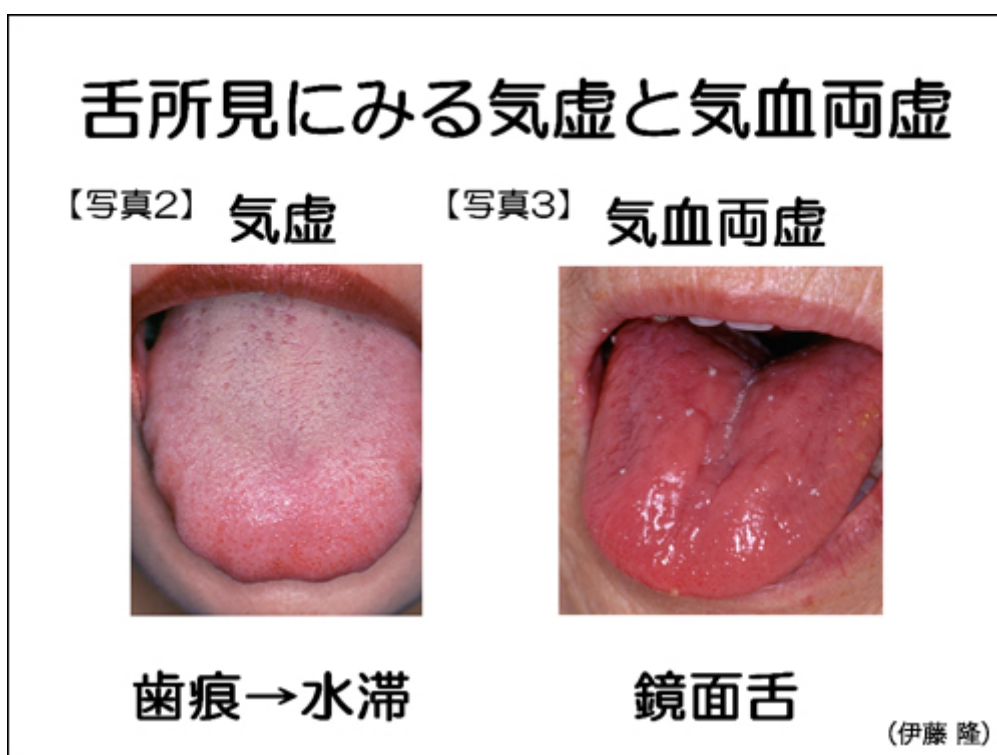 舌所見にみる気虚と気血両虚
【写真2】 気虚
【写真3】 気血両虚
歯痕→水滞
鏡面舌
(伊藤 隆)